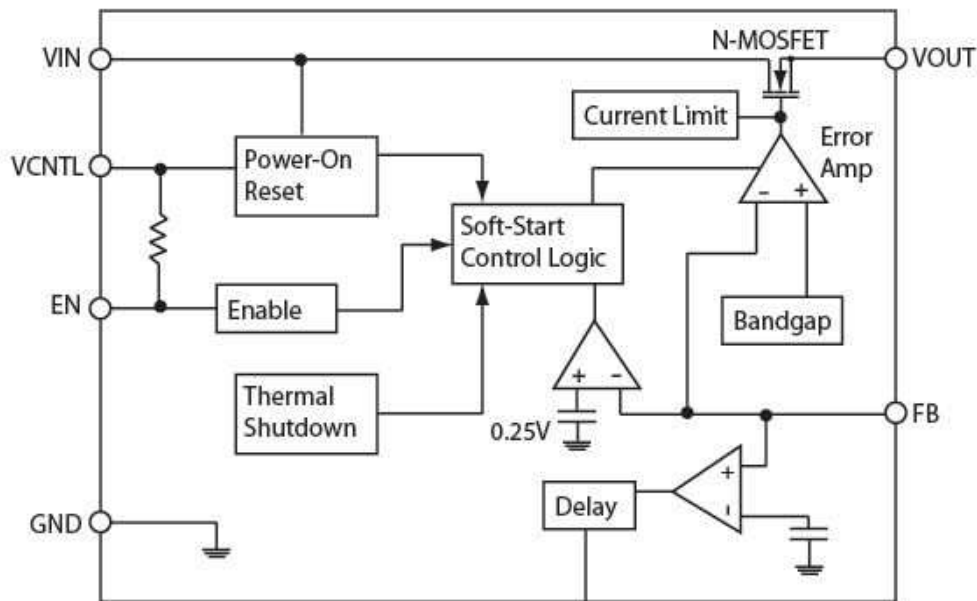 N-MOSFET
VIN
VOUT
Current Limit
Error
Amp
VCNTL
Power-On
Reset
- +
Soft-Start
Control Logic
EN
Enable
Bandgap
+ -
Thermal
Shutdown
0.25V
FB
+
-
Delay
GND